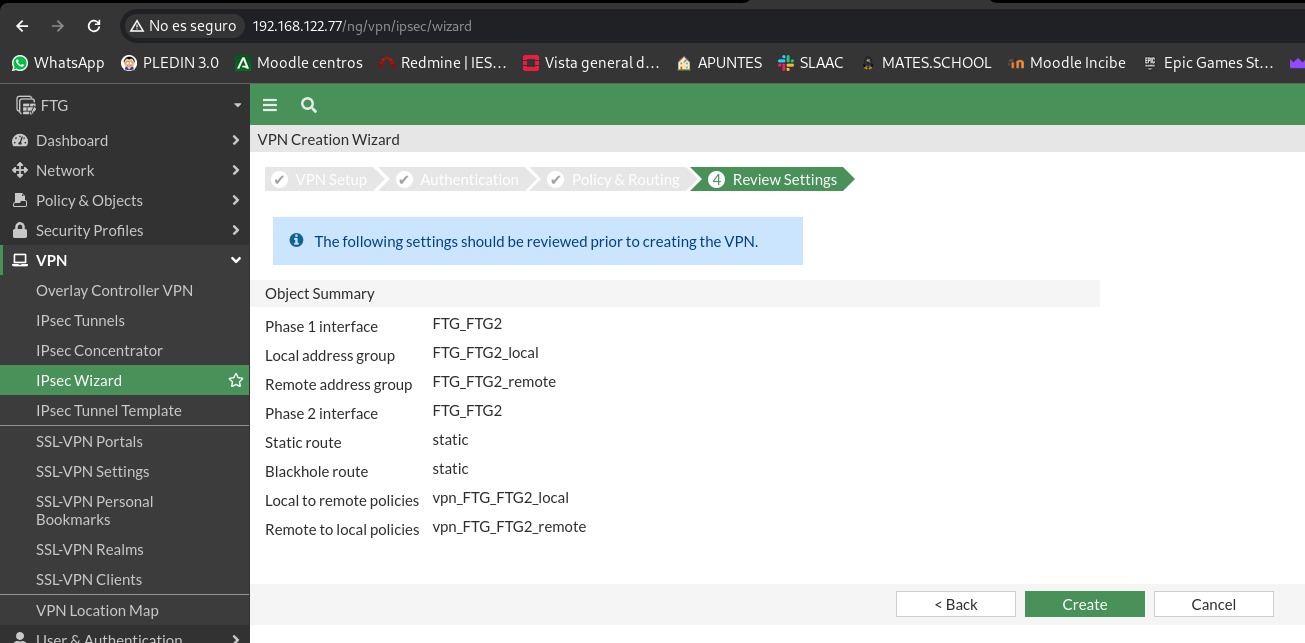 No es seguro 192.168.122.77/ng/vpn/ipsec/wizard
WhatsApp PLEDIN 3.0 Moodle centros Redmine | IES... Vista general d... APUNTES SLAAC MATES.SCHOOL Moodle Incibe Epic Games St...
FTG
Dashboard
Network
Policy & Objects
Security Profiles
VPN
Overlay Controller VPN
IPsec Tunnels
IPsec Concentrator
IPsec Wizard
IPsec Tunnel Template
SSL-VPN Portals
SSL-VPN Settings
SSL-VPN Personal
Bookmarks
SSL-VPN Realms
SSL-VPN Clients
VPN Location Map
User & Authentication
VPN Creation Wizard
VPN Setup Authentication Policy & Routing 4 Review Settings
The following settings should be reviewed prior to creating the VPN.
Object Summary
Phase 1 interface FTG_FTG2
Local address group FTG_FTG2_local
Remote address group FTG_FTG2_remote
Phase 2 interface FTG_FTG2
Static route static
Blackhole route static
Local to remote policies vpn_FTG_FTG2_local
Remote to local policies vpn_FTG_FTG2_remote
< Back Create Cancel